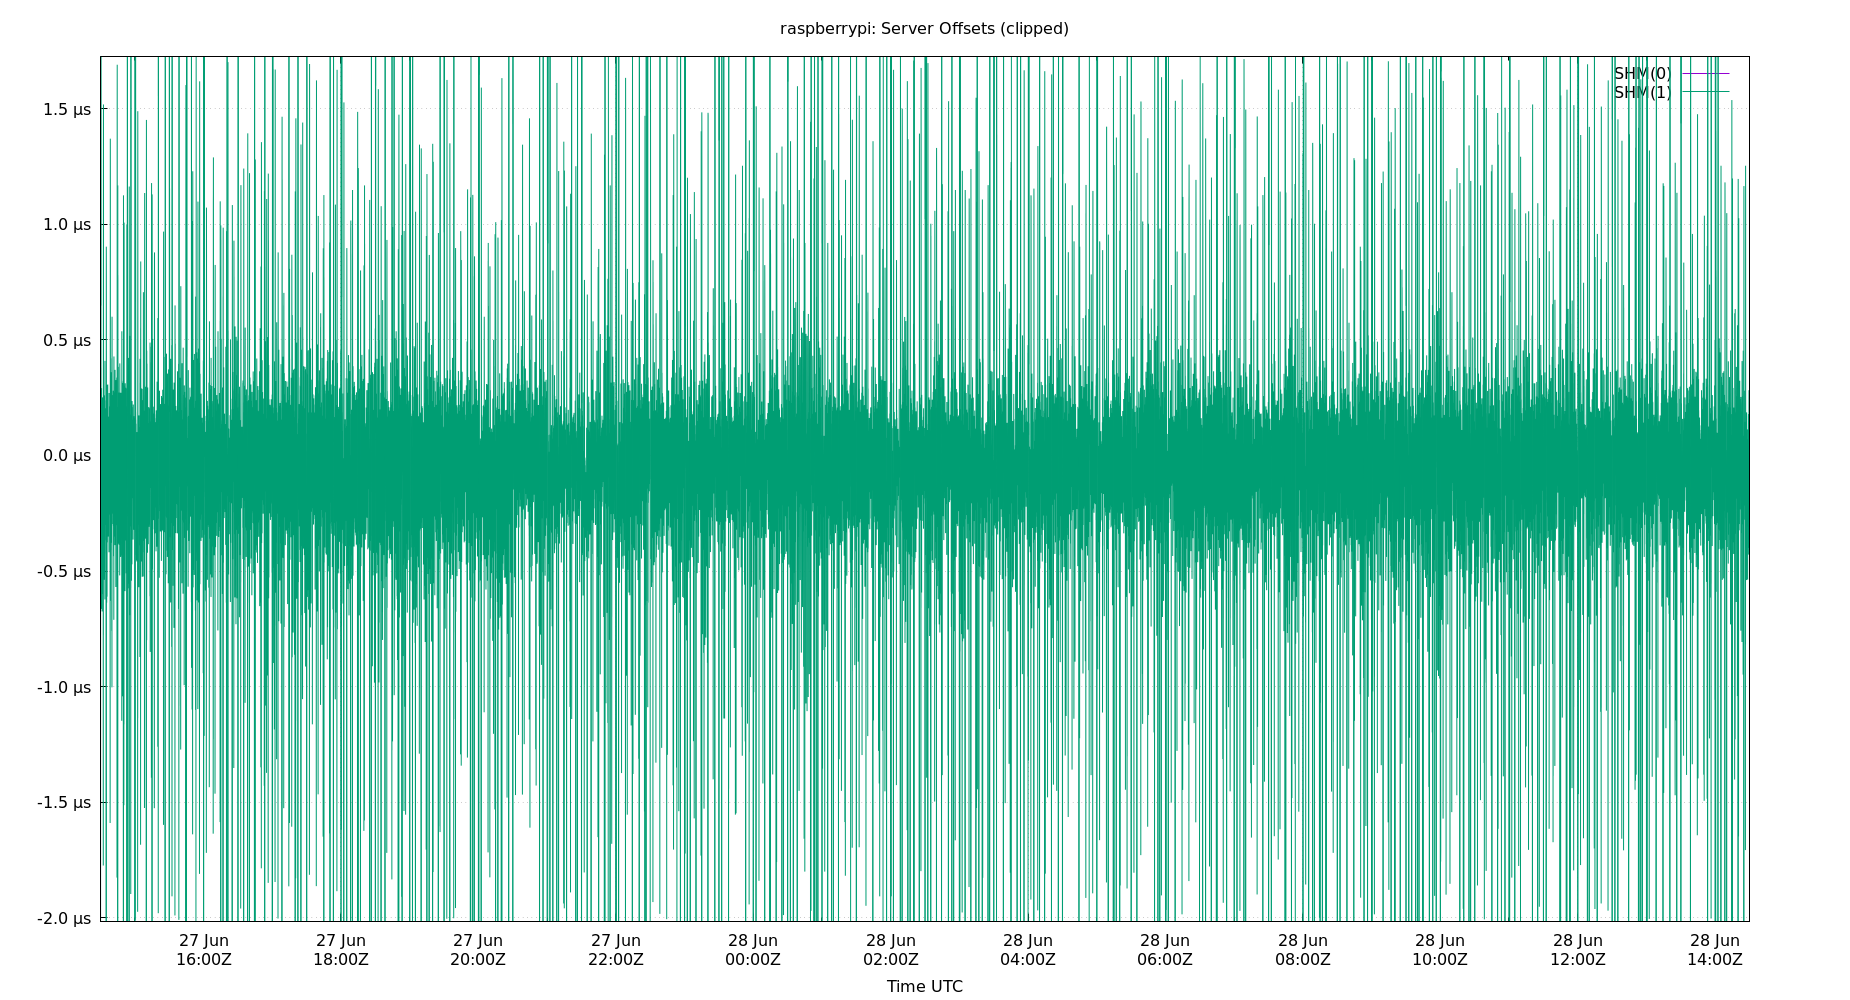 raspberrypi: Server Offsets (clipped)
SHM(0)
SHM(1)
1.5 µs
1.0 µs
0.5 µs
0.0 µs
-0.5 µs
-1.0 µs
-1.5 µs
-2.0 µs
27 Jun 27 Jun 27 Jun 27 Jun 28 Jun 28 Jun 28 Jun 28 Jun 28 Jun 28 Jun 28 Jun 28 Jun
16:00Z 18:00Z 20:00Z 22:00Z 00:00Z 02:00Z 04:00Z 06:00Z 08:00Z 10:00Z 12:00Z 14:00Z
Time UTC